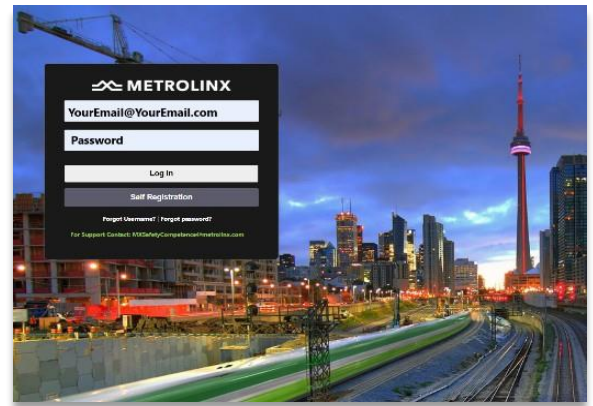 METROLINX
YourEmail@YourEmail.com
Password
Log In
Self Registration
Forgot Username? | Forgot password?
For Support Contact: MXSafetyCompetence@metrolinx.com